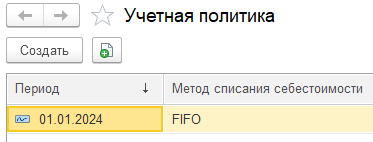 Учетная политика
Создать
Период ↓ Метод списания себестоимости
01.01.2024 FIFO